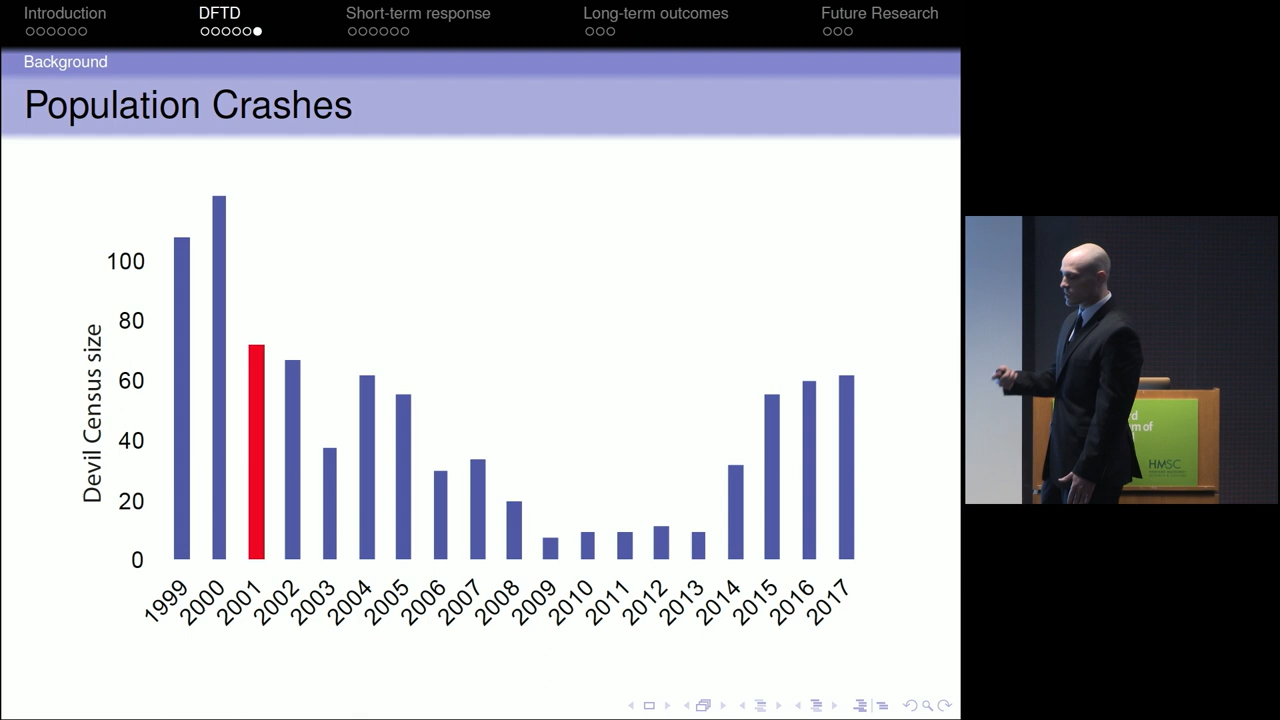 Introduction DFTD Short-term response Long-term outcomes Future Research
Background
Population Crashes
Devil Census size
100
80
60
40
20
0
1999 2000 2001 2002 2003 2004 2005 2006 2007 2008 2009 2010 2011 2012 2013 2014 2015 2016 2017
HMSC